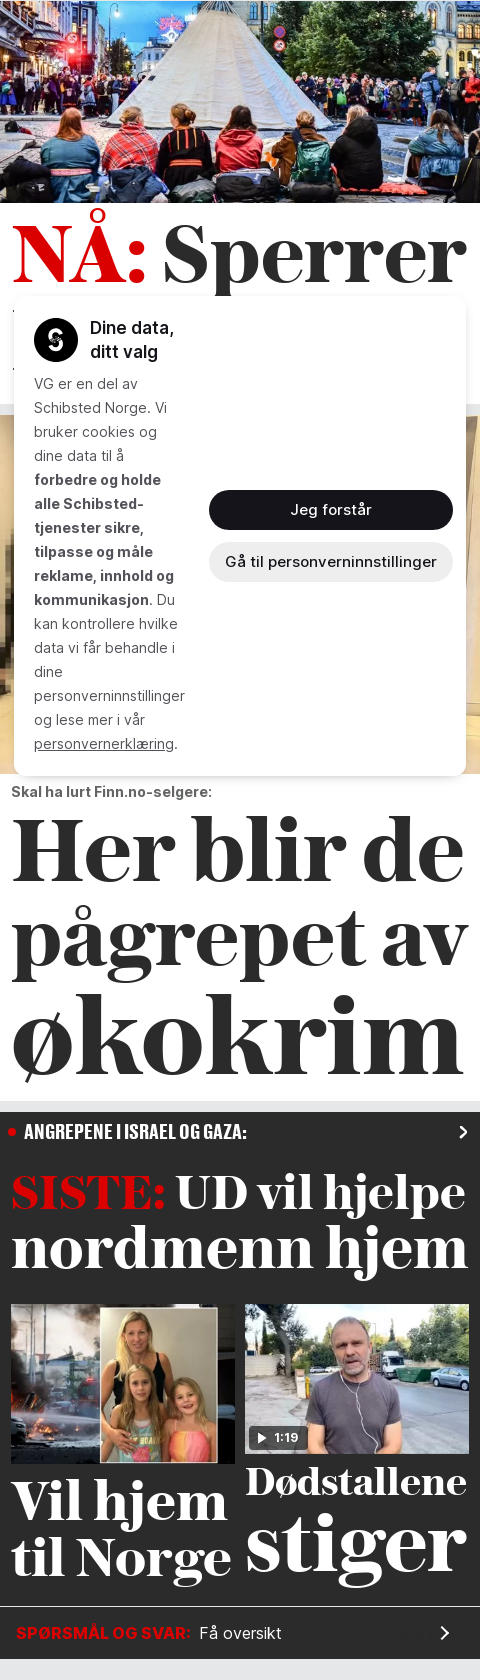 NÅ: Sperrer
Dine data,
ditt valg
VG er en del av
Schibsted Norge. Vi
bruker cookies og
dine data til å
forbedre og holde
alle Schibsted-
tjenester sikre,
tilpasse og måle
reklame, innhold og
kommunikasjon. Du
kan kontrollere hvilke
data vi får behandle i
dine
personverninnstillinger
og lese mer i vår
personvernerklæring.
Jeg forstår
Gå til personverninnstillinger
Skal ha lurt Finn.no-selgere:
Her blir de
pågrepet av
økokrim
ANGREPENE I ISRAEL OG GAZA:
SISTE: UD vil hjelpe
nordmenn hjem
1:19
Vil hjem
til Norge
Dødstallene
stiger
SPØRSMÅL OG SVAR: Få oversikt